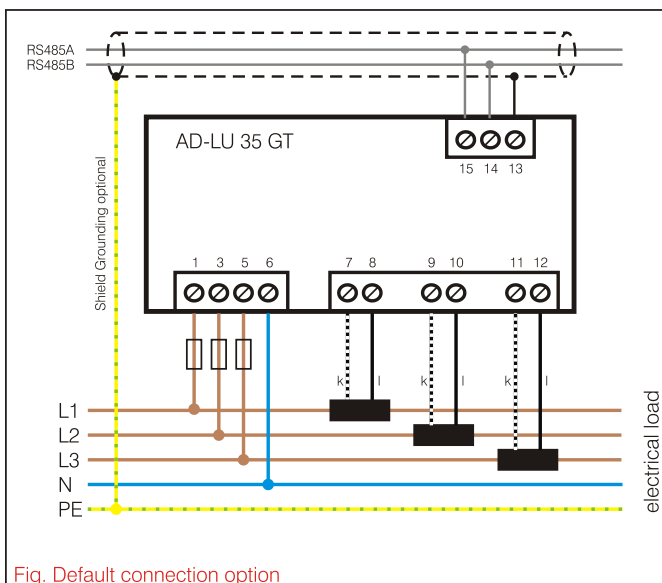 RS485A
RS485B
AD-LU 35 GT
15 14 13
Shield Grounding optional
1 3 5 6 7 8 9 10 11 12
k l k l k l
L1
L2
L3
N
PE
electrical load
Fig. Default connection option